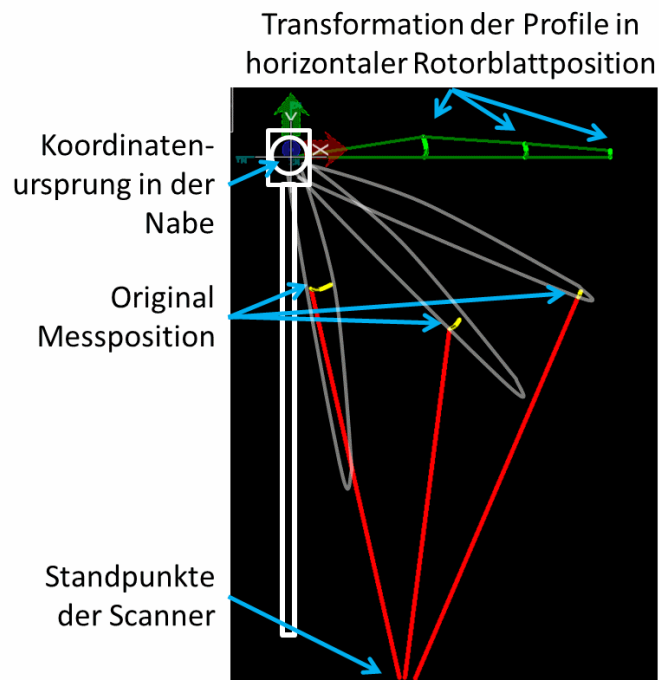 Transformation der Profile in
horizontaler Rotorblattposition
Koordinaten-
ursprung in der
Nabe
Y
X
Original
Messposition
Standpunkte
der Scanner